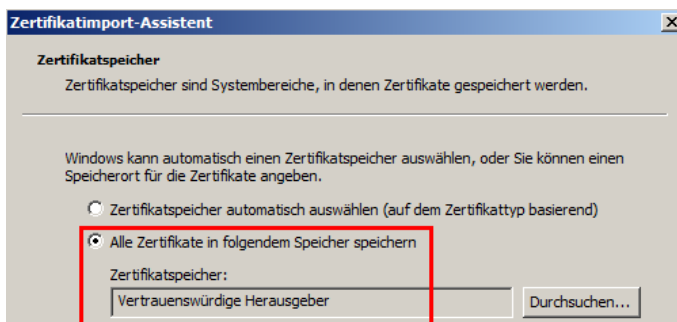 Zertifikatimport-Assistent
Zertifikatspeicher
Zertifikatspeicher sind Systembereiche, in denen Zertifikate gespeichert werden.
Windows kann automatisch einen Zertifikatspeicher auswählen, oder Sie können einen
Speicherort für die Zertifikate angeben.
Zertifikatspeicher automatisch auswählen (auf dem Zertifikattyp basierend)
Alle Zertifikate in folgendem Speicher speichern
Zertifikatspeicher:
Vertrauenswürdige Herausgeber
Durchsuchen...